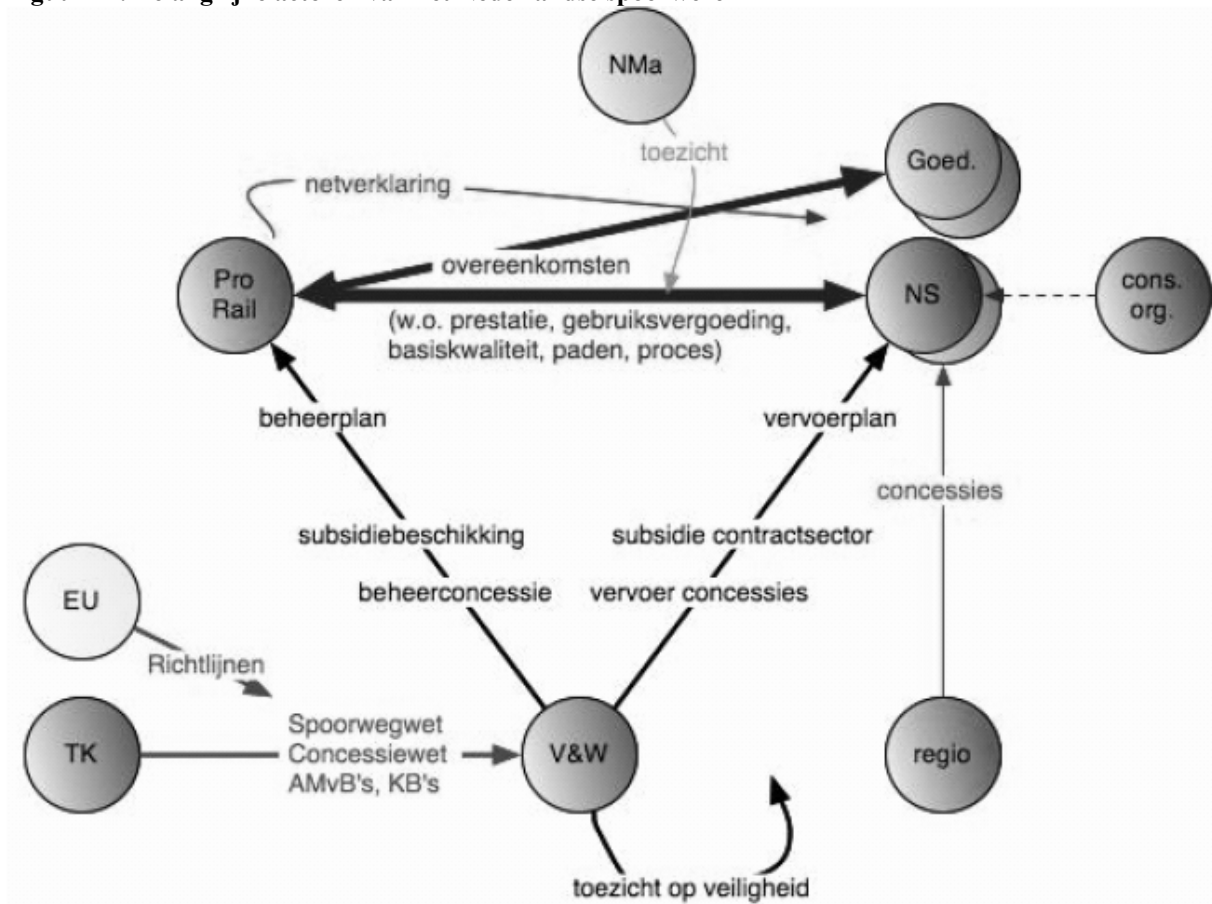 NMa
toezicht
Goed.
netverklaring
overeenkomsten
Pro
Rail
NS
cons.
org.
(w.o. prestatie, gebruiksvergoeding,
basiskwaliteit, paden, proces)
beheerplan
vervoerplan
concessies
subsidiebeschikking
subsidie contractsector
beheerconcessie
vervoer concessies
EU
Richtlijnen
TK
Spoorwegwet
Concessiewet
AMvB's, KB's
V&W
regio
toezicht op veiligheid